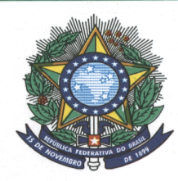 REPÚBLICA FEDERATIVA DO BRASIL
15 DE NOVEMBRO DE 1889